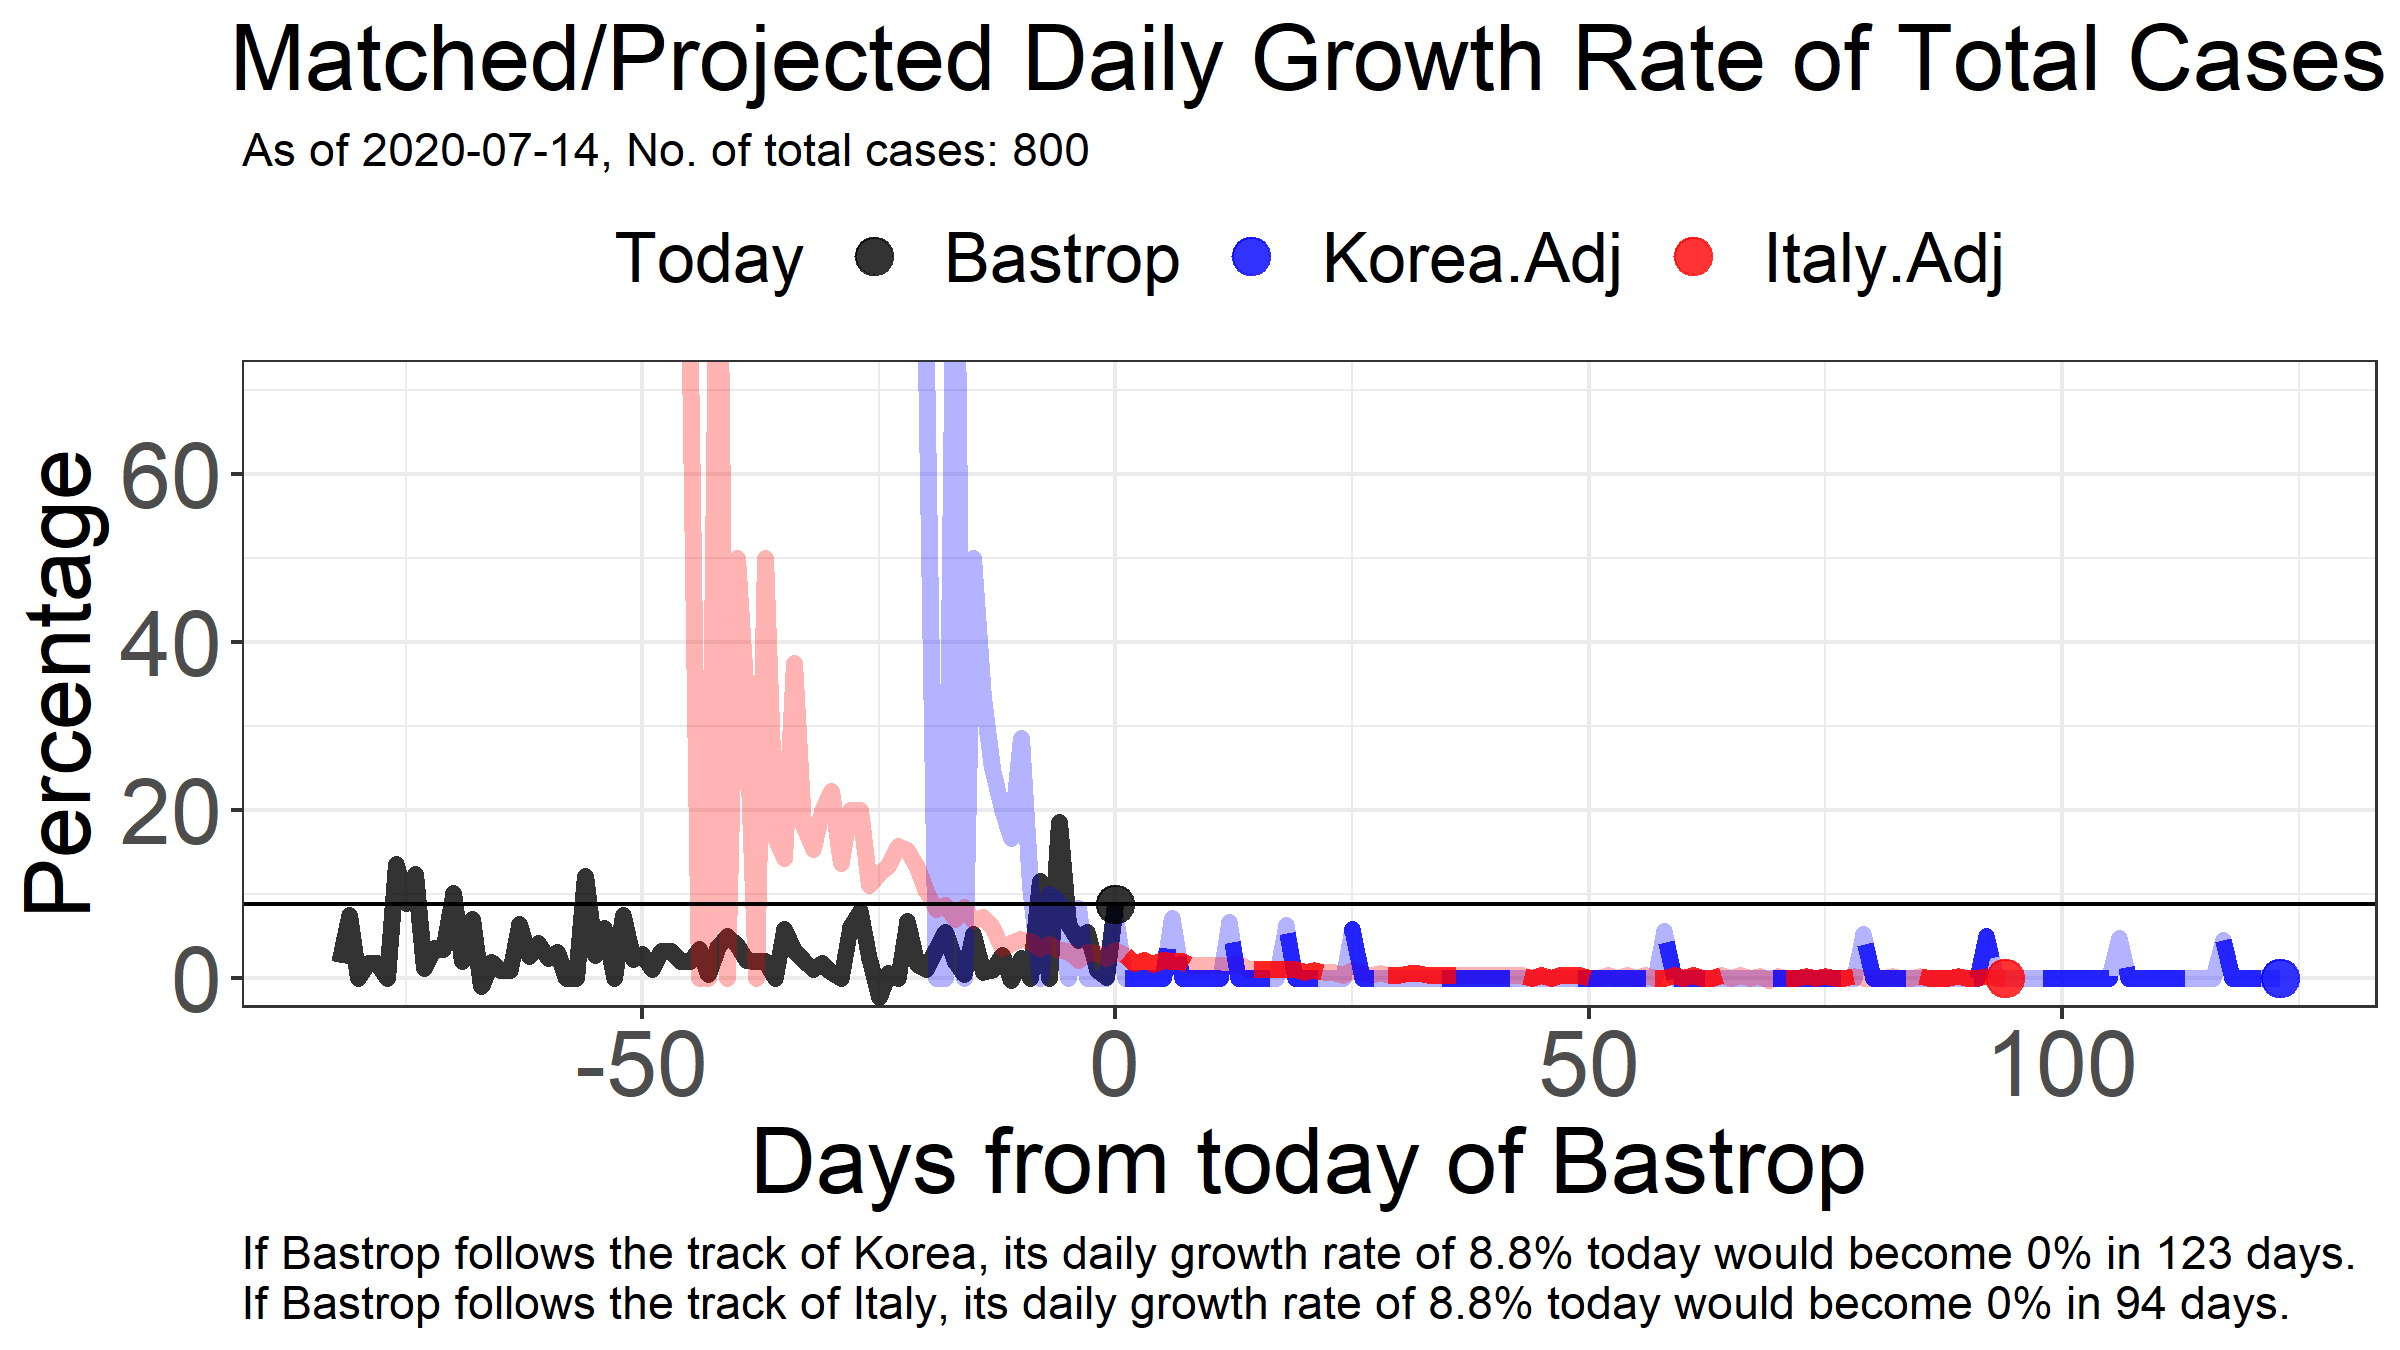 Matched/Projected Daily Growth Rate of Total Cases
As of 2020-07-14, No. of total cases: 800
Today Bastrop Korea.Adj Italy.Adj
Percentage
60
40
20
0
-50 0 50 100
Days from today of Bastrop
If Bastrop follows the track of Korea, its daily growth rate of 8.8% today would become 0% in 123 days.
If Bastrop follows the track of Italy, its daily growth rate of 8.8% today would become 0% in 94 days.